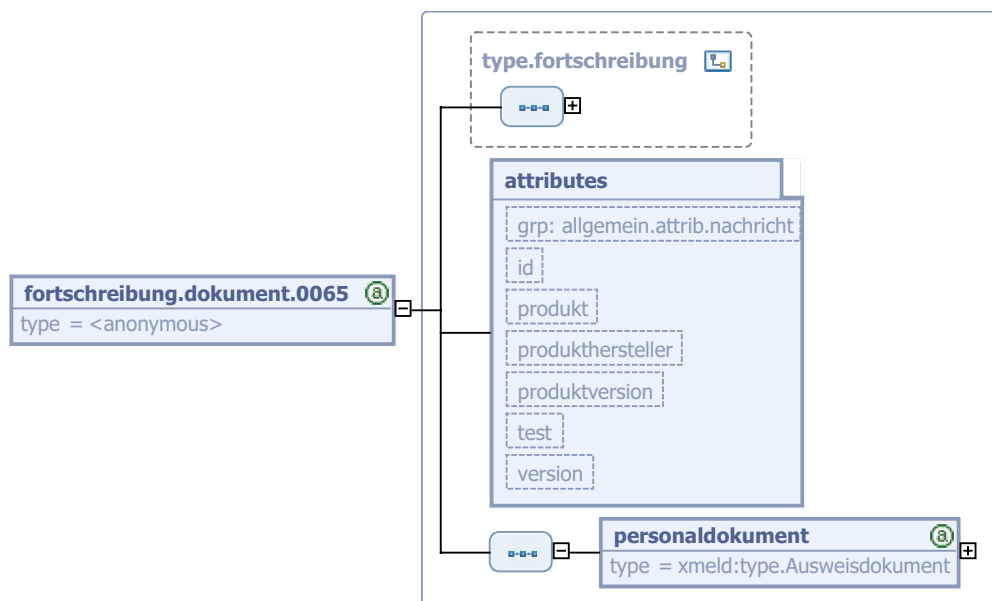 type.fortschreibung
attributes
grp: allgemein.attrib.nachricht
id
produkt
produkthersteller
produktversion
test
version
fortschreibung.dokument.0065
type = <anonymous>
personaldokument
type = xmeld:type.Ausweisdokument